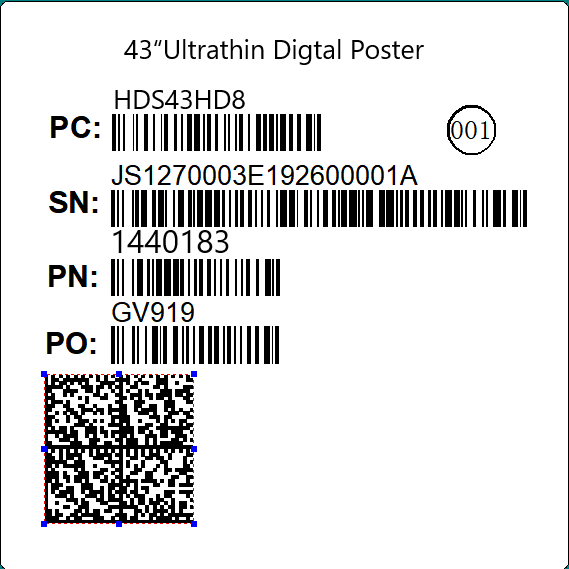 43“Ultrathin Digtal Poster
HDS43HD8
PC:
001
JS1270003E192600001A
SN:
1440183
PN:
GV919
PO: